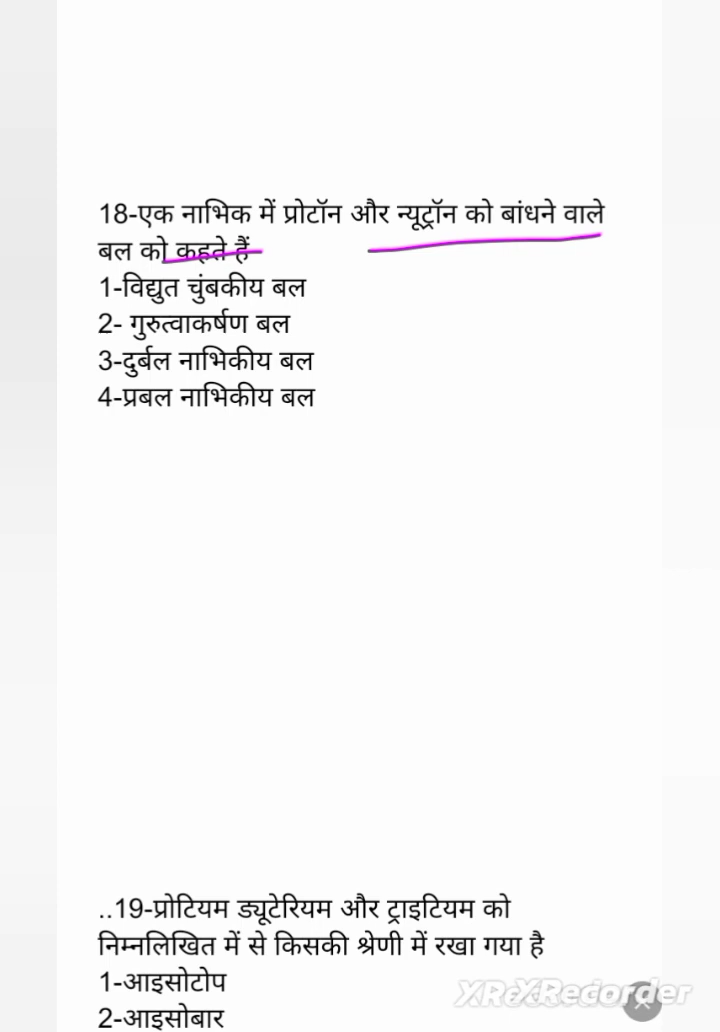 18-एक नाभिक में प्रोटॉन और न्यूट्रॉन को बांधने वाले
बल को कहते हैं
1-विद्युत चुंबकीय बल
2- गुरुत्वाकर्षण बल
3-दुर्बल नाभिकीय बल
4-प्रबल नाभिकीय बल
..19-प्रोटियम ड्यूटेरियम और ट्राइटियम को
निम्नलिखित में से किसकी श्रेणी में रखा गया है
1-आइसोटोप
2-आइसोबार
XRecorder